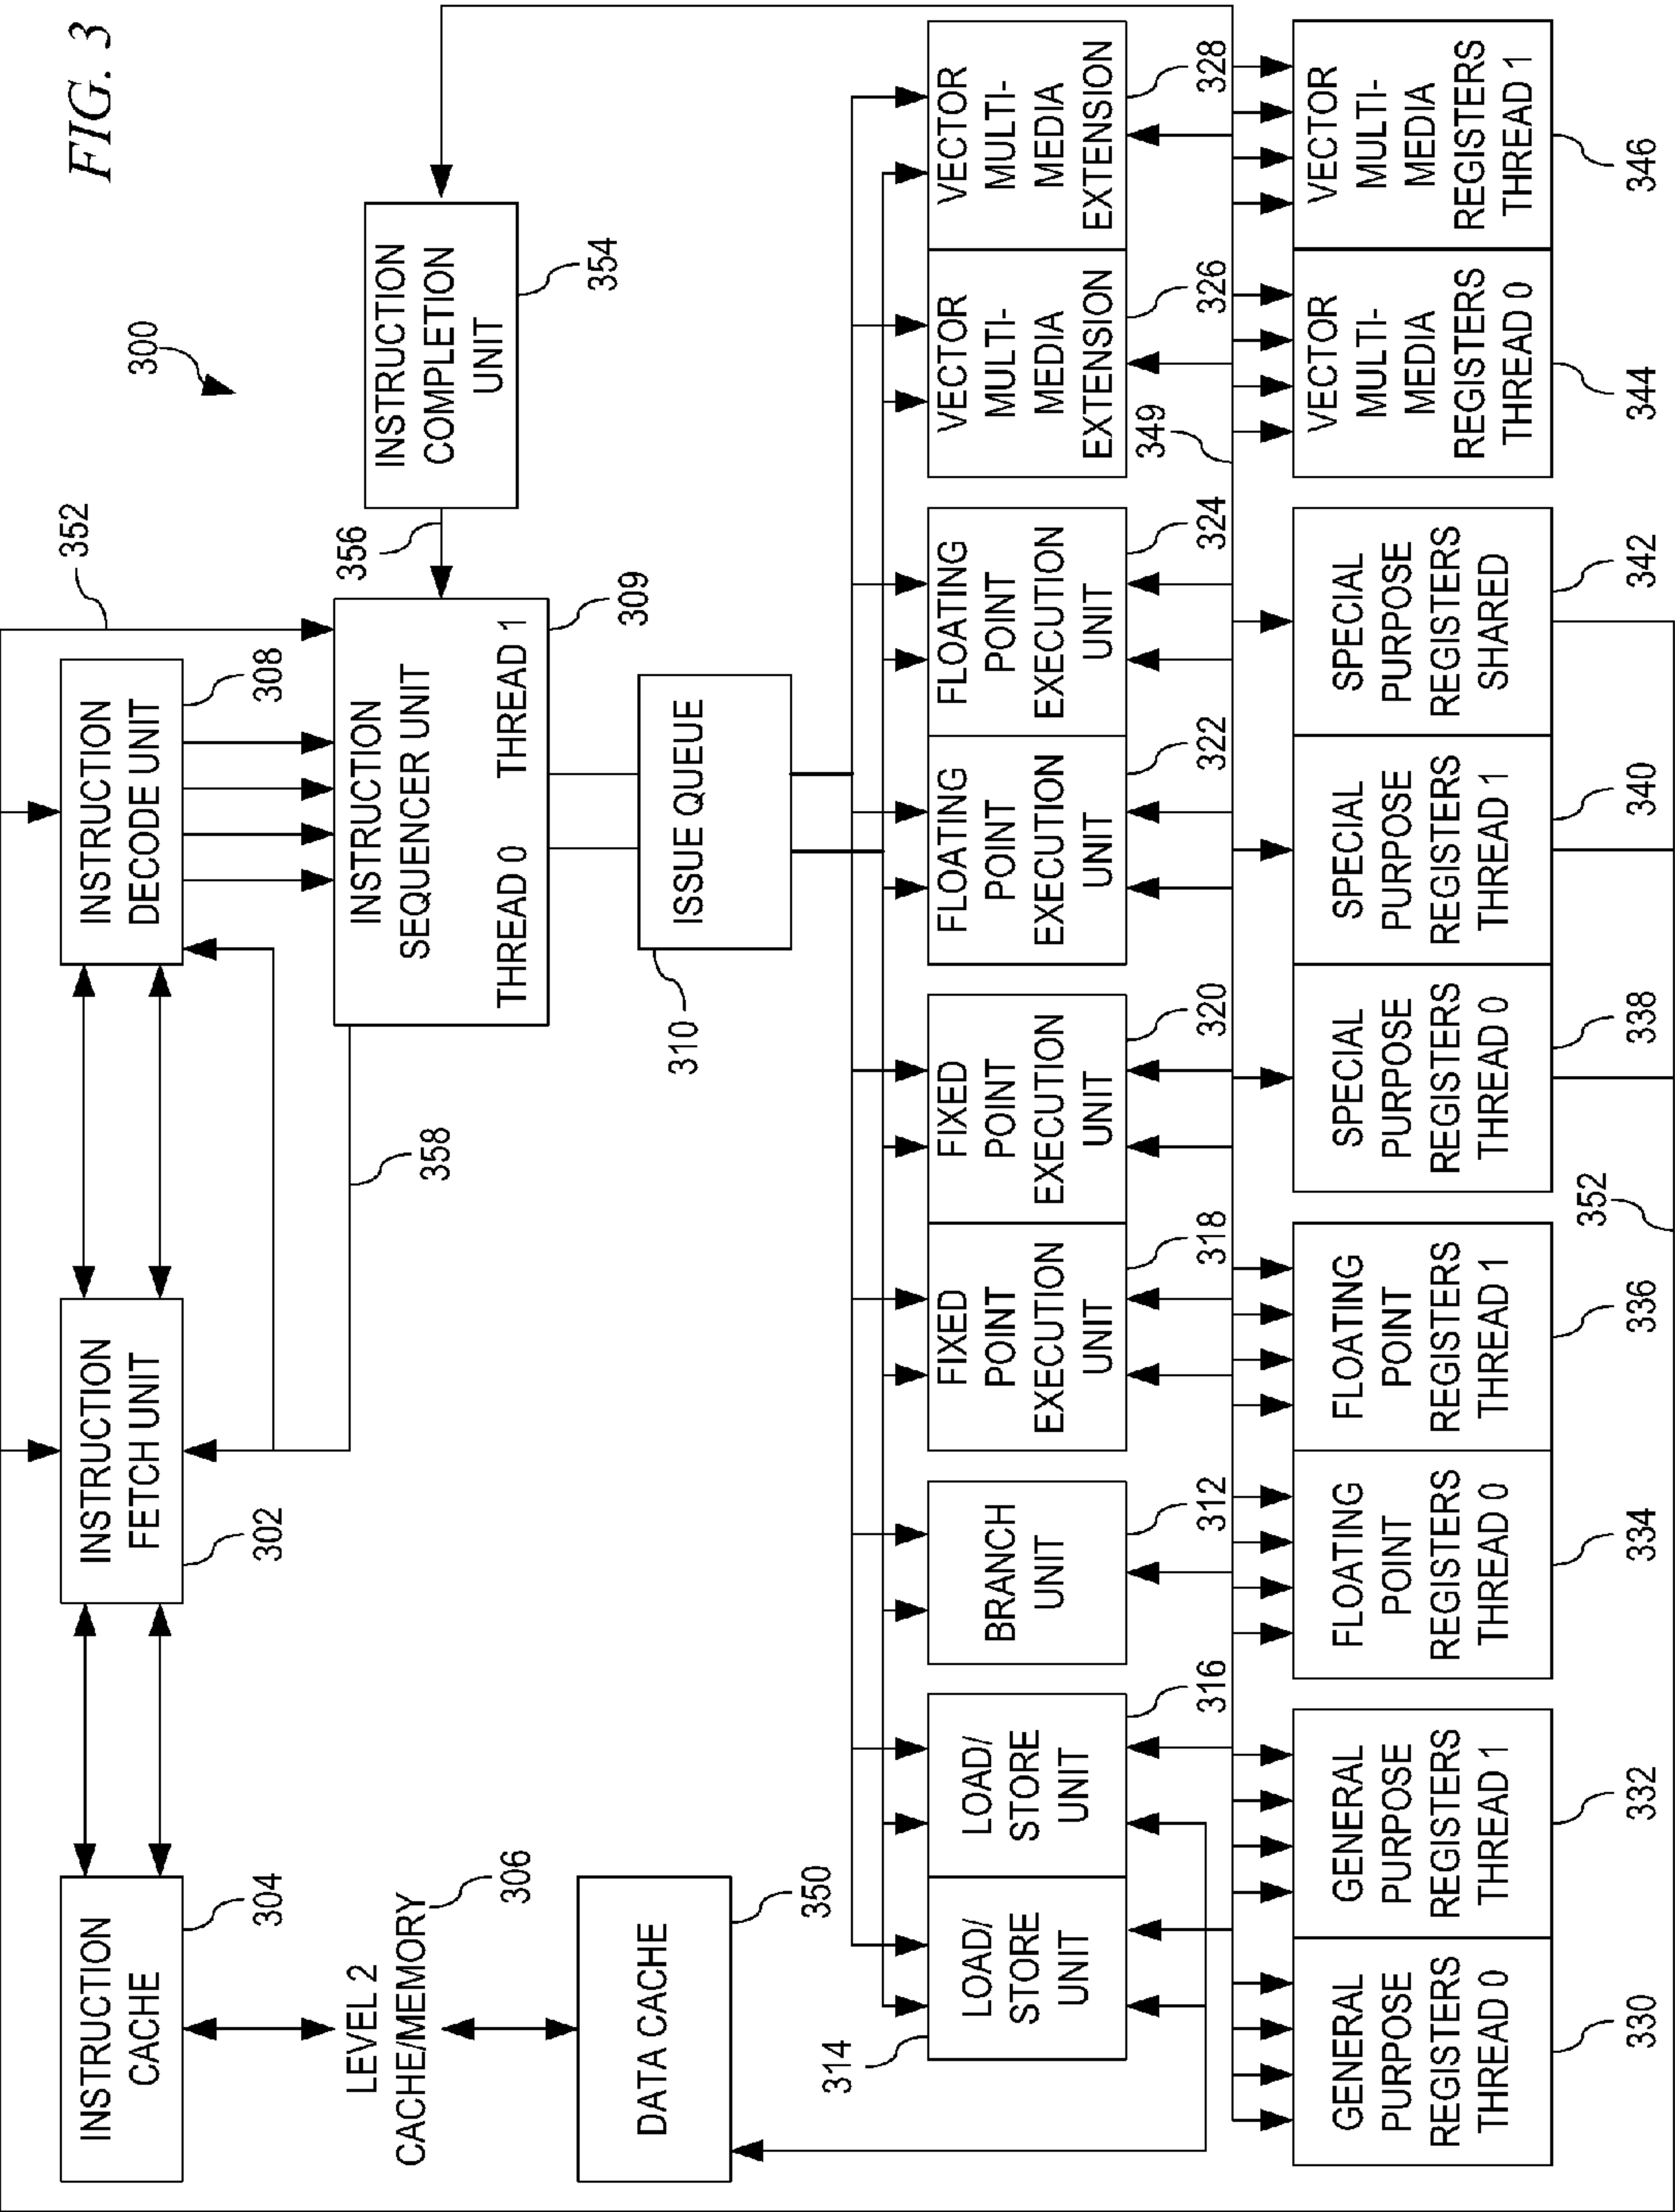 FIG. 3
300
352
INSTRUCTION
CACHE
304
INSTRUCTION
FETCH UNIT
302
INSTRUCTION
DECODE UNIT
308
LEVEL 2
CACHE/MEMORY
306
358
INSTRUCTION
SEQUENCER UNIT
THREAD 0
THREAD 1
309
356
INSTRUCTION
COMPLETION
UNIT
354
DATA CACHE
350
310
ISSUE QUEUE
314
LOAD/
STORE
UNIT
LOAD/
STORE
UNIT
316
BRANCH
UNIT
312
FIXED
POINT
EXECUTION
UNIT
318
FIXED
POINT
EXECUTION
UNIT
320
FLOATING
POINT
EXECUTION
UNIT
322
FLOATING
POINT
EXECUTION
UNIT
324
VECTOR
MULTI-
MEDIA
EXTENSION
326
VECTOR
MULTI-
MEDIA
EXTENSION
328
349
GENERAL
PURPOSE
REGISTERS
THREAD 0
330
GENERAL
PURPOSE
REGISTERS
THREAD 1
332
FLOATING
POINT
REGISTERS
THREAD 0
334
FLOATING
POINT
REGISTERS
THREAD 1
336
SPECIAL
PURPOSE
REGISTERS
THREAD 0
338
SPECIAL
PURPOSE
REGISTERS
THREAD 1
340
SPECIAL
PURPOSE
REGISTERS
SHARED
342
VECTOR
MULTI-
MEDIA
REGISTERS
THREAD 0
344
VECTOR
MULTI-
MEDIA
REGISTERS
THREAD 1
346
352